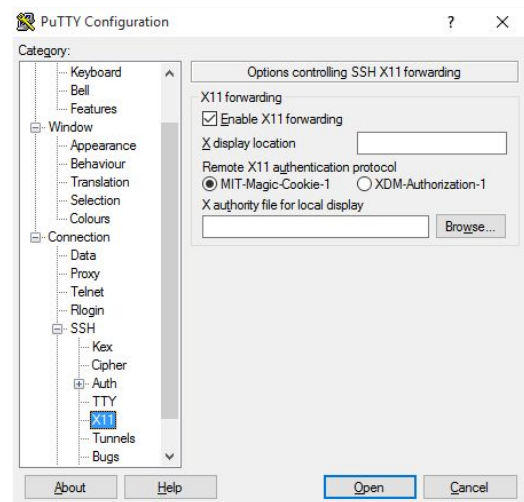 PuTTY Configuration ? ×
Category:
Keyboard
Bell
Features
Window
Appearance
Behaviour
Translation
Selection
Colours
Connection
Data
Proxy
Telnet
Rlogin
SSH
Kex
Cipher
Auth
TTY
X11
Tunnels
Bugs
Options controlling SSH X11 forwarding
X11 forwarding
Enable X11 forwarding
X display location
Remote X11 authentication protocol
MIT-Magic-Cookie-1 XDM-Authorization-1
X authority file for local display
Browse...
About Help Open Cancel